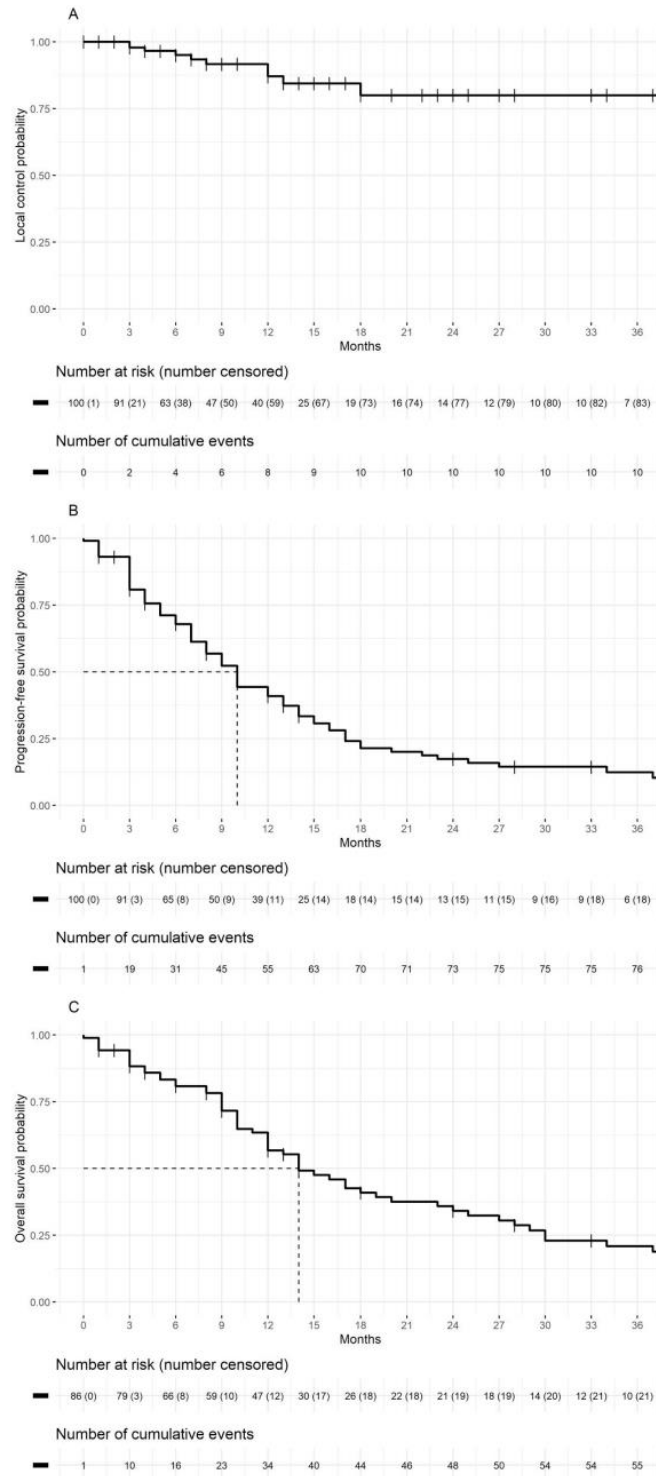 A
1.00
0.75
0.50
0.25
0.00
Local control probability
0 3 6 9 12 15 18 21 24 27 30 33 36
Months
Number at risk (number censored)
100 (1) 91 (21) 63 (38) 47 (50) 40 (59) 25 (67) 19 (73) 16 (74) 14 (77) 12 (79) 10 (80) 10 (82) 7 (83)
Number of cumulative events
0 2 4 6 8 9 10 10 10 10 10 10 10
B
1.00
0.75
0.50
0.25
0.00
Progression-free survival probability
0 3 6 9 12 15 18 21 24 27 30 33 36
Months
Number at risk (number censored)
100 (0) 91 (3) 65 (8) 50 (9) 39 (11) 25 (14) 18 (14) 15 (14) 13 (15) 11 (15) 9 (16) 9 (18) 6 (18)
Number of cumulative events
1 19 31 45 55 63 70 71 73 75 75 75 76
C
1.00
0.75
0.50
0.25
0.00
Overall survival probability
0 3 6 9 12 15 18 21 24 27 30 33 36
Months
Number at risk (number censored)
86 (0) 79 (3) 66 (8) 59 (10) 47 (12) 30 (17) 26 (18) 22 (18) 21 (19) 18 (19) 14 (20) 12 (21) 10 (21)
Number of cumulative events
1 10 16 23 34 40 44 46 48 50 54 54 55